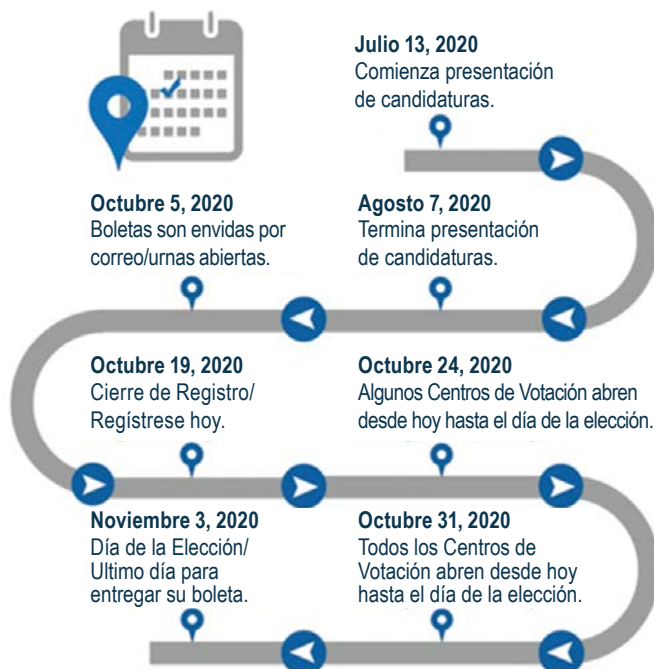 Julio 13, 2020
Comienza presentación
de candidaturas.
Agosto 7, 2020
Termina presentación
de candidaturas.
Octubre 5, 2020
Boletas son envidas por
correo/urnas abiertas.
Octubre 19, 2020
Cierre de Registro/
Regístrese hoy.
Octubre 24, 2020
Algunos Centros de Votación abren
desde hoy hasta el día de la elección.
Octubre 31, 2020
Todos los Centros de
Votación abren desde hoy
hasta el día de la elección.
Noviembre 3, 2020
Día de la Elección/
Ultimo día para
entregar su boleta.